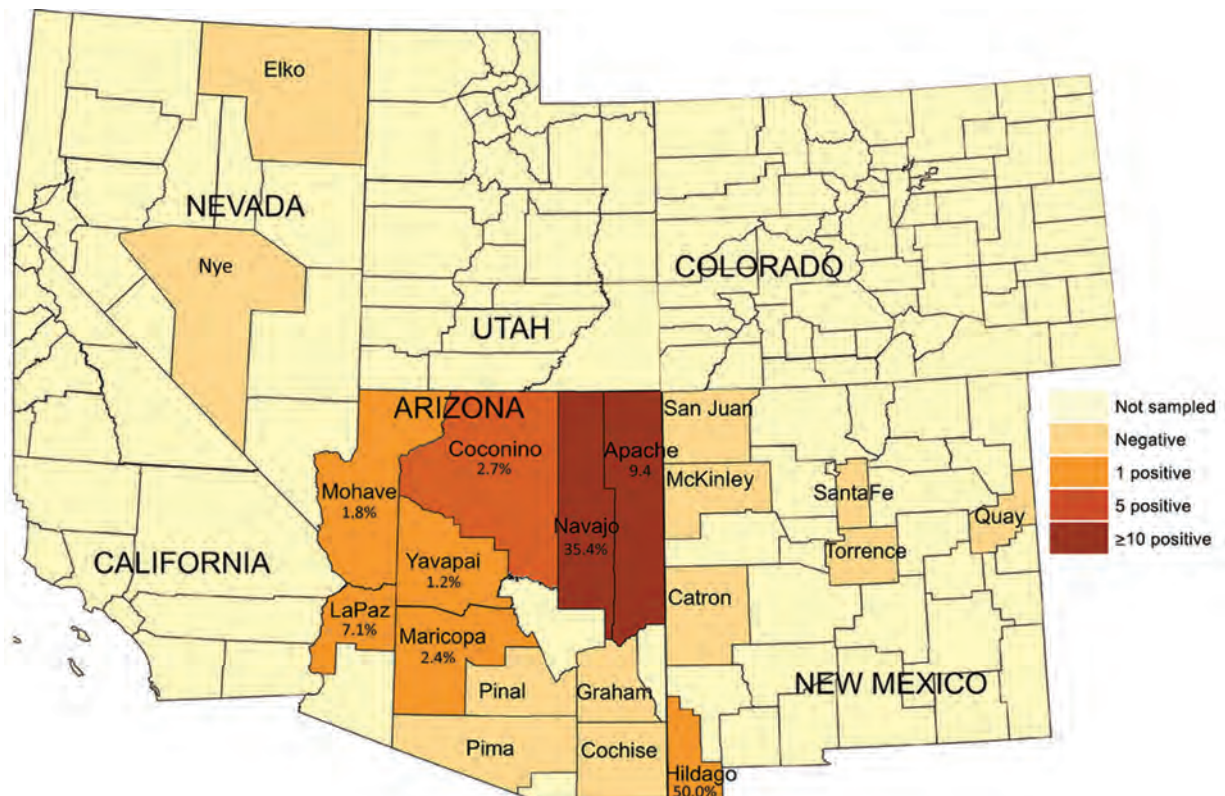 Elko
NEVADA
Nye
COLORADO
UTAH
ARIZONA
San Juan
Coconino
2.7%
Apache
9.4
McKinley
SantaFe
Mohave
1.8%
Navajo
35.4%
Quay
Torrence
CALIFORNIA
Yavapai
1.2%
Catron
LaPaz
7.1%
Maricopa
2.4%
Pinal
Graham
NEW MEXICO
Pima
Cochise
Hildago
50.0%
Not sampled
Negative
1 positive
5 positive
≥10 positive